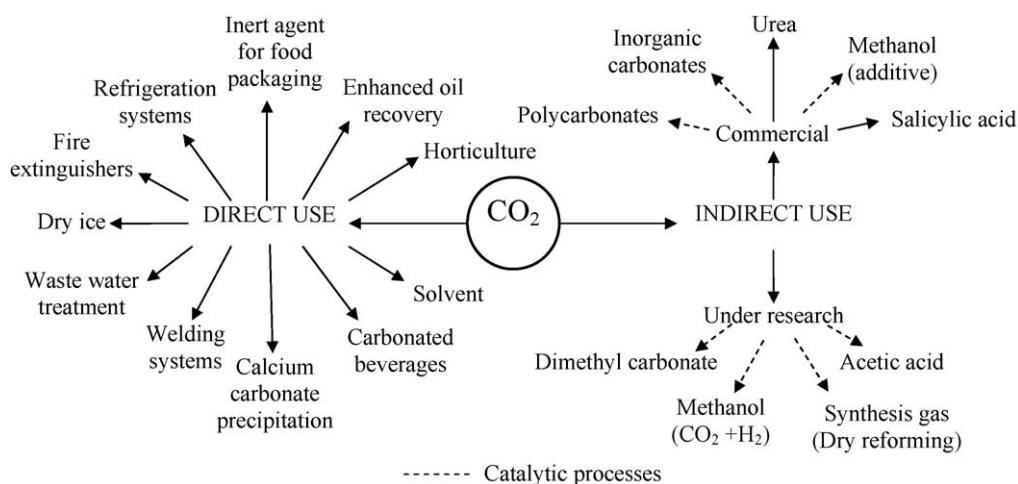 Inert agent
for food
packaging
Refrigeration
systems
Enhanced oil
recovery
Fire
extinguishers
Horticulture
Dry ice
DIRECT USE
Waste water
treatment
Solvent
Welding
systems
Carbonated
beverages
Calcium
carbonate
precipitation
CO₂
Urea
Inorganic
carbonates
Methanol
(additive)
Polycarbonates
Commercial
Salicylic acid
INDIRECT USE
Under research
Dimethyl carbonate
Acetic acid
Methanol
(CO₂ +H₂)
Synthesis gas
(Dry reforming)
Catalytic processes